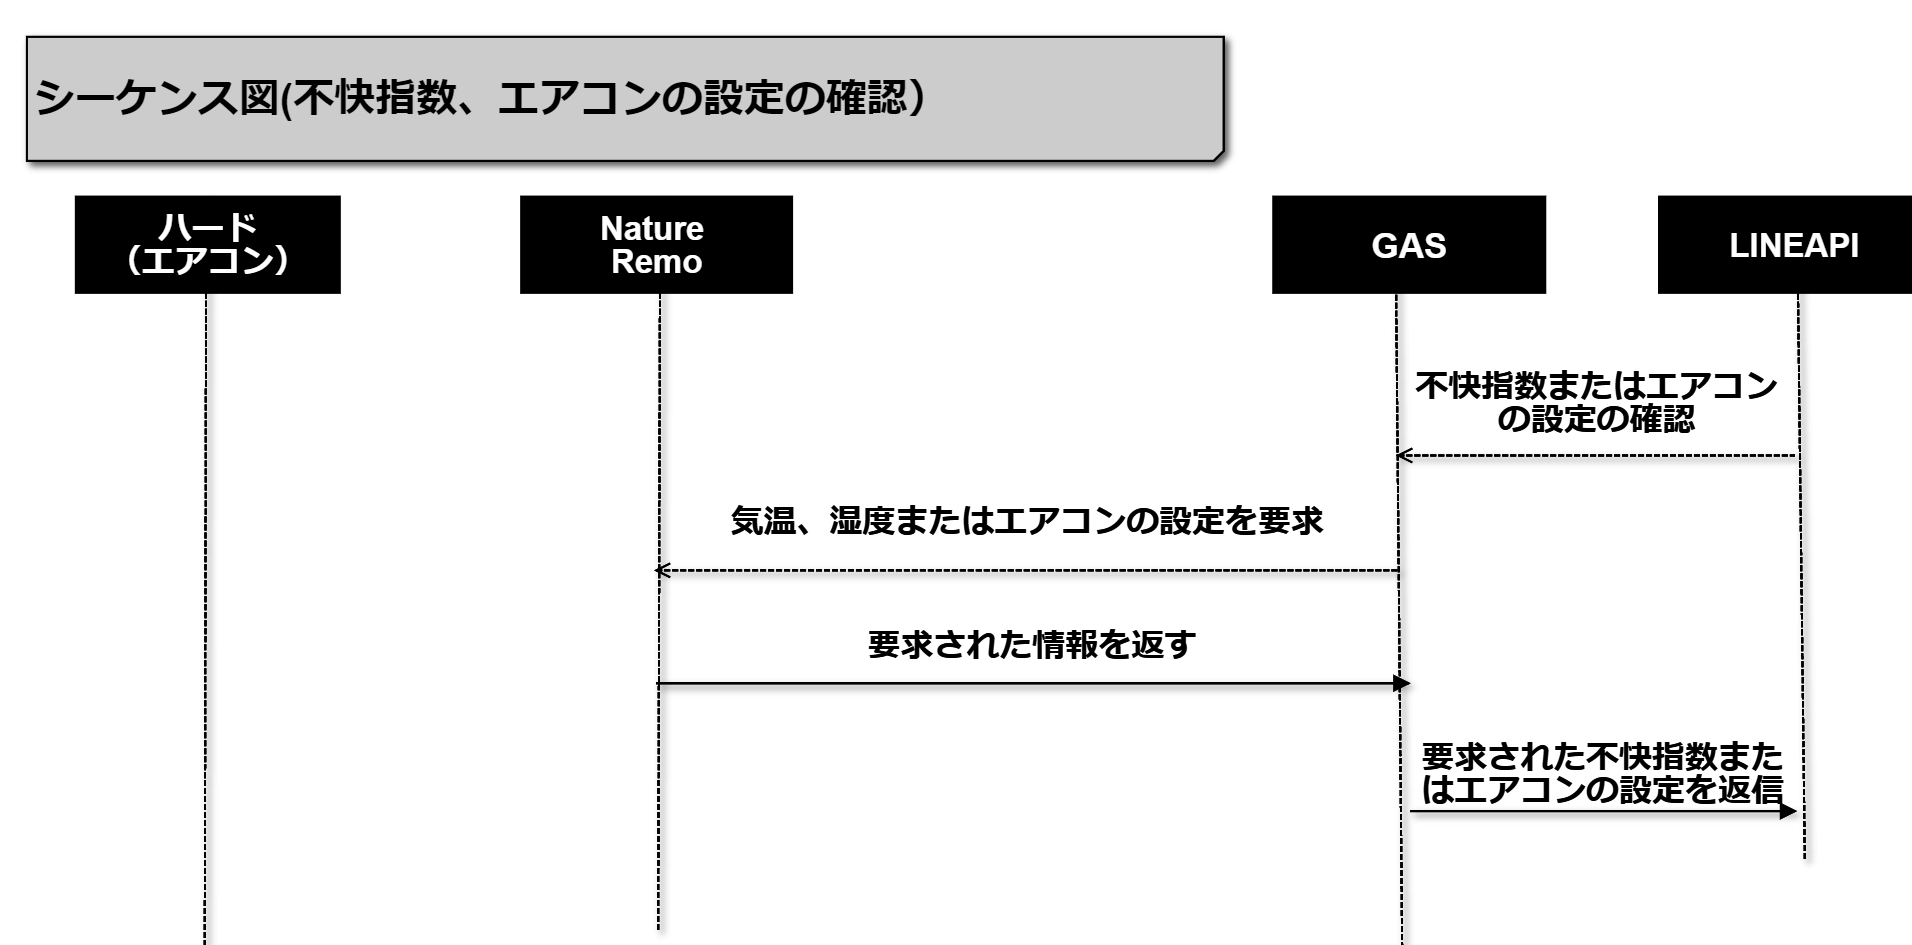 シーケンス図(不快指数、エアコンの設定の確認）
ハード
（エアコン）
Nature
Remo
GAS
LINEAPI
不快指数またはエアコン
の設定の確認
気温、湿度またはエアコンの設定を要求
要求された情報を返す
要求された不快指数また
はエアコンの設定を返信